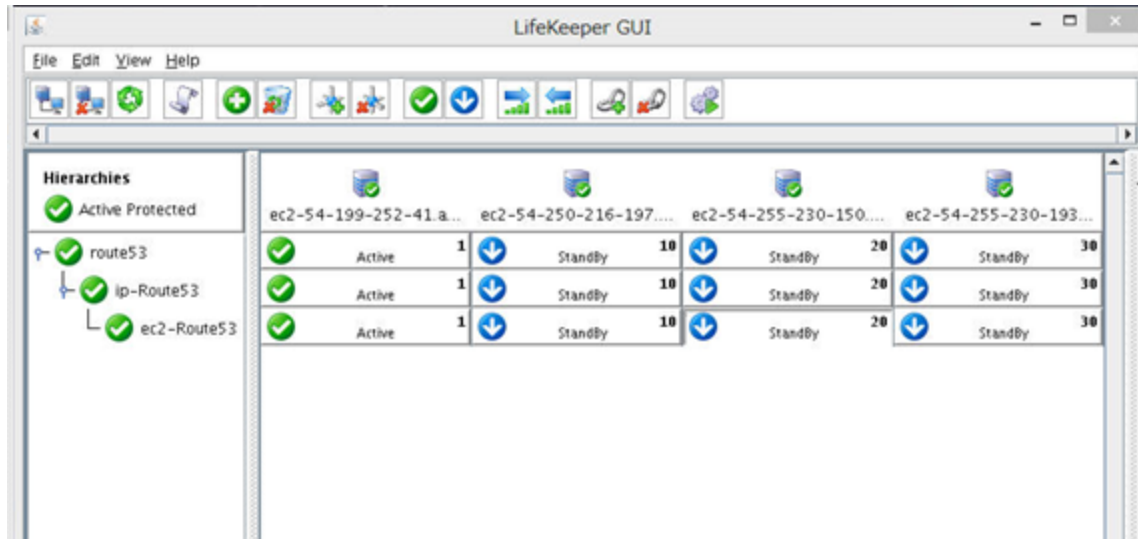 LifeKeeper GUI
File Edit View Help
Hierarchies
Active Protected
ec2-54-199-252-41.a... ec2-54-250-216-197.... ec2-54-255-230-150.... ec2-54-255-230-193...
route53 Active 1 StandBy 10 StandBy 20 StandBy 30
ip-Route53 Active 1 StandBy 10 StandBy 20 StandBy 30
ec2-Route53 Active 1 StandBy 10 StandBy 20 StandBy 30